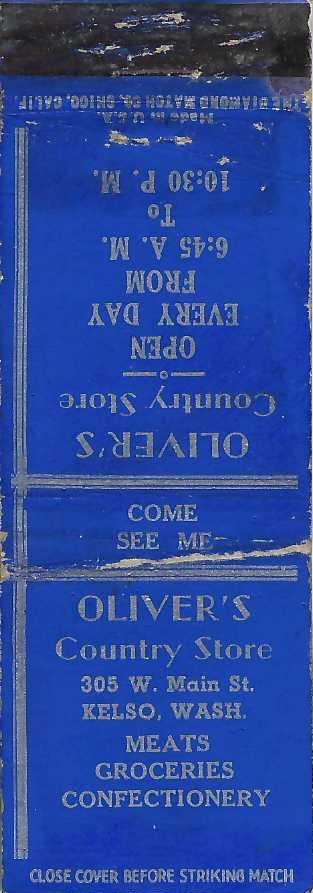 OLIVER'S
Country Store
OPEN
EVERY DAY
FROM
6:45 A. M.
To
10:30 P. M.
Made in U.S.A.
THE DIAMOND MATCH CO., CHICO, CALIF.
COME
SEE ME
OLIVER'S
Country Store
305 W. Main St.
KELSO, WASH.
MEATS
GROCERIES
CONFECTIONERY
CLOSE COVER BEFORE STRIKING MATCH